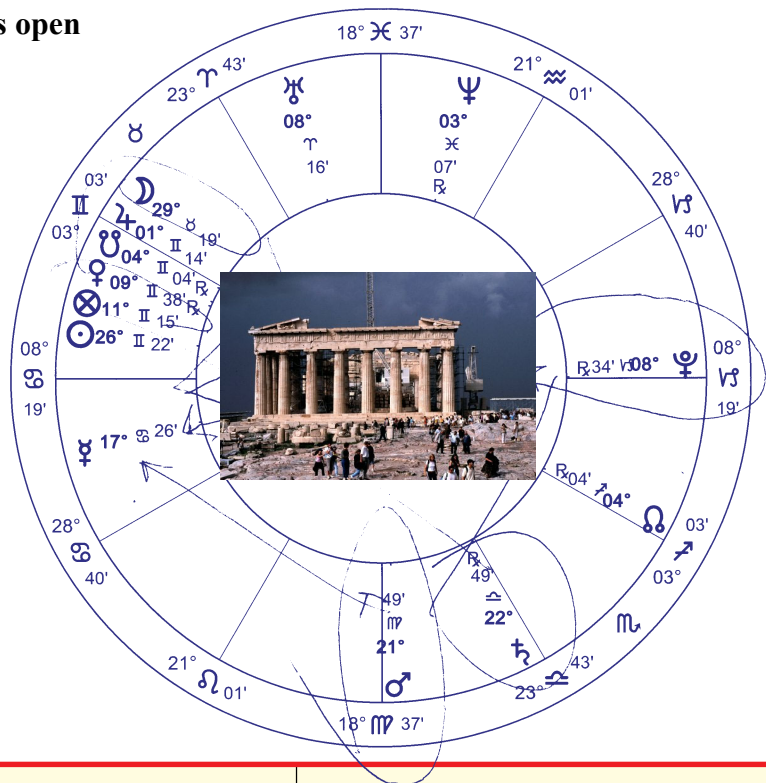 s open
18° ♓ 37'
23° ♈ 43'
21° ♒ 01'
♉
♅
08°
♈
16'
♆
03°
♓
07'
℞
03'
♊
03°
28°
♑
40'
☽ 29° ♉ 19'
♃ 01° ♊ 14'
☋ 04° ♊ 04' ℞
♀ 09° ♊ 38' ℞
⊗ 11° ♊ 15'
☉ 26° ♊ 22'
08°
♋
19'
℞ 34' ♑ 08° ♇
08°
♑
19'
☿ 17° ♋ 26'
℞ 04' ♐ 04° ☊
03'
♐
03°
28°
♋
40'
℞
49'
♎
22°
♄
49'
♍
21°
♂
♏
21° ♌ 01'
23° ♎ 43'
18° ♍ 37'